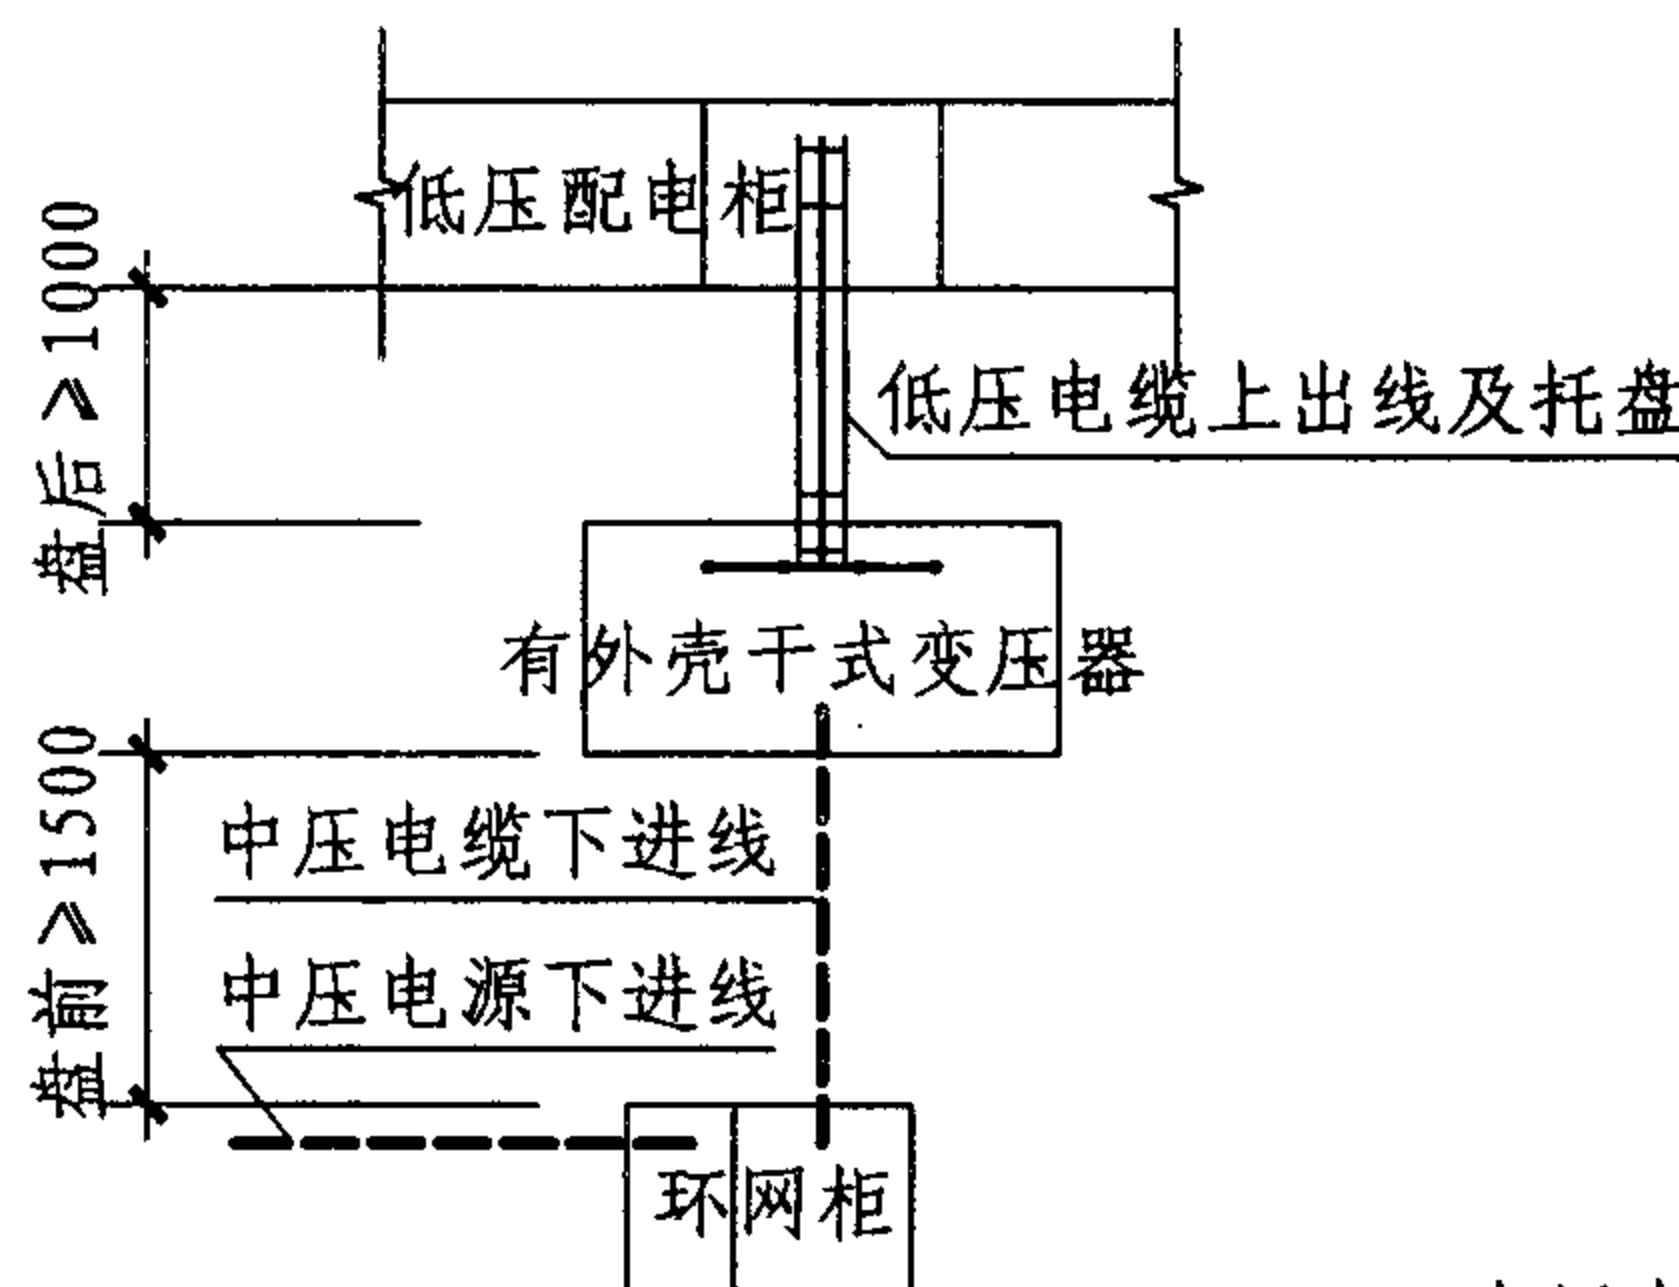 低压配电柜
盘后≥1000
低压电缆上出线及托盘
有外壳干式变压器
盘前≥1500
中压电缆下进线
中压电源下进线
环网柜